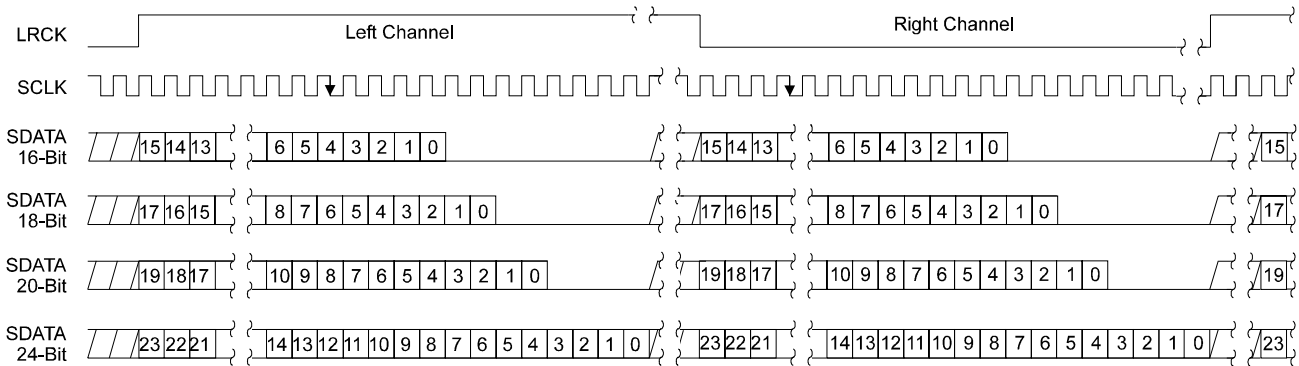 LRCK Left Channel Right Channel
SCLK
SDATA
16-Bit 15 14 13 6 5 4 3 2 1 0 15 14 13 6 5 4 3 2 1 0 15
SDATA
18-Bit 17 16 15 8 7 6 5 4 3 2 1 0 17 16 15 8 7 6 5 4 3 2 1 0 17
SDATA
20-Bit 19 18 17 10 9 8 7 6 5 4 3 2 1 0 19 18 17 10 9 8 7 6 5 4 3 2 1 0 19
SDATA
24-Bit 23 22 21 14 13 12 11 10 9 8 7 6 5 4 3 2 1 0 23 22 21 14 13 12 11 10 9 8 7 6 5 4 3 2 1 0 23